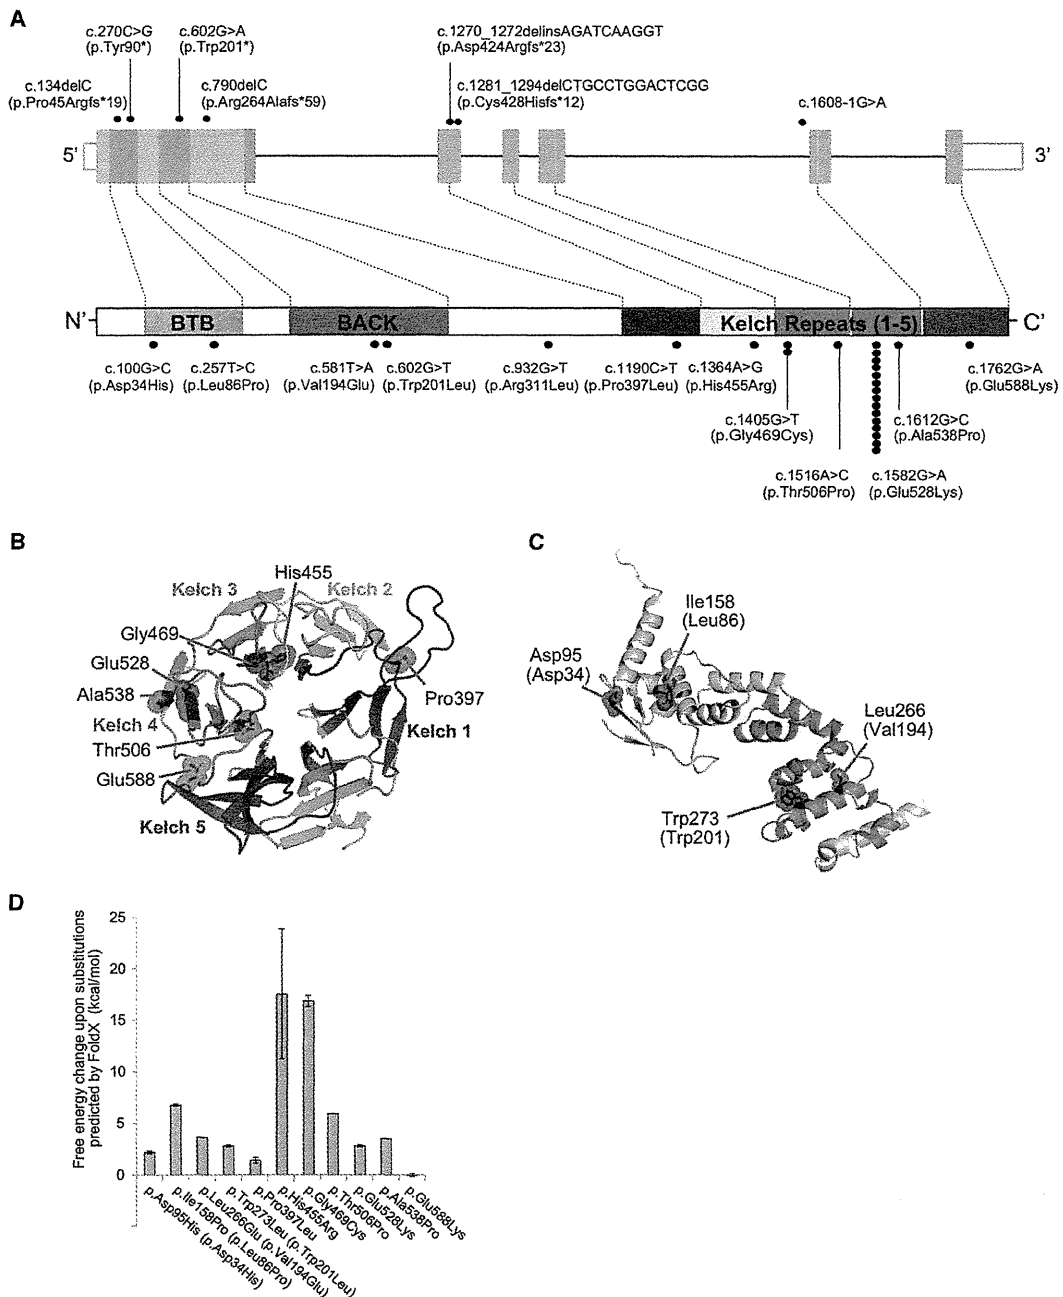 A
c.270C>G
(p.Tyr90*)
c.602G>A
(p.Trp201*)
c.1270_1272delinsAGATCAAGGT
(p.Asp424Argfs*23)
c.134delC
(p.Pro45Argfs*19)
c.790delC
(p.Arg264Alafs*59)
c.1281_1294delCTGCCTGGACTCGG
(p.Cys428Hisfs*12)
c.1608-1G>A
5’
3’
N’
BTB
BACK
Kelch Repeats (1-5)
C’
c.100G>C
(p.Asp34His)
c.257T>C
(p.Leu86Pro)
c.581T>A
(p.Val194Glu)
c.602G>T
(p.Trp201Leu)
c.932G>T
(p.Arg311Leu)
c.1190C>T
(p.Pro397Leu)
c.1364A>G
(p.His455Arg)
c.1762G>A
(p.Glu588Lys)
c.1405G>T
(p.Gly469Cys)
c.1612G>C
(p.Ala538Pro)
c.1516A>C
(p.Thr506Pro)
c.1582G>A
(p.Glu528Lys)
B
Kelch 3
His455
Kelch 2
Gly469
Glu528
Ala538
Pro397
Kelch 4
Thr506
Kelch 1
Glu588
Kelch 5
C
Ile158
(Leu86)
Asp95
(Asp34)
Leu266
(Val194)
Trp273
(Trp201)
D
Free energy change upon substitutions
predicted by FoldX (kcal/mol)
25
20
15
10
5
0
p.Asp95His (p.Asp34His)
p.Ile158Pro (p.Leu86Pro)
p.Leu266Glu (p.Val194Glu)
p.Trp273Leu (p.Trp201Leu)
p.Pro397Leu
p.His455Arg
p.Gly469Cys
p.Thr506Pro
p.Glu528Lys
p.Ala538Pro
p.Glu588Lys